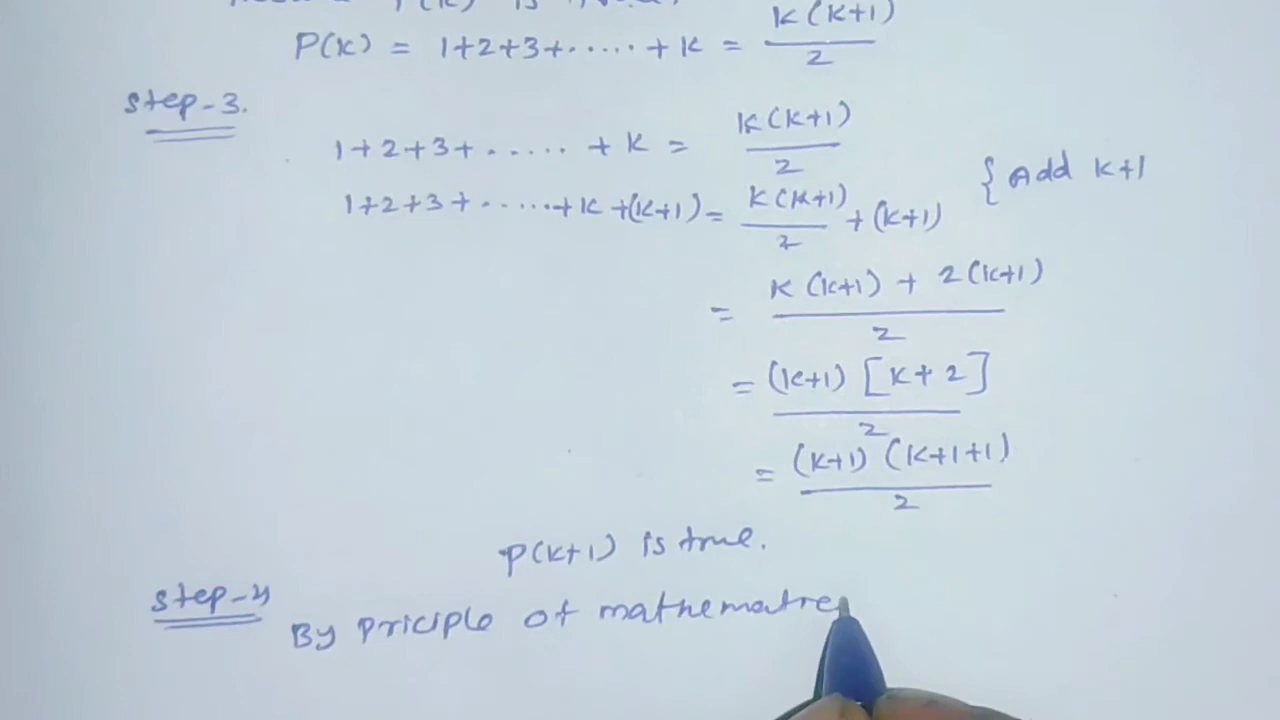 P(K) is
P(K) = 1+2+3+.....+K = K(K+1)/2
Step-3.
1+2+3+.....+K = K(K+1)/2
1+2+3+.....+K+(K+1) = K(K+1)/2 + (K+1) { Add K+1
= K(K+1) + 2(K+1)/2
= (K+1)[K+2]/2
= (K+1)(K+1+1)/2
P(K+1) is true.
Step-4
By priciple of mathematre